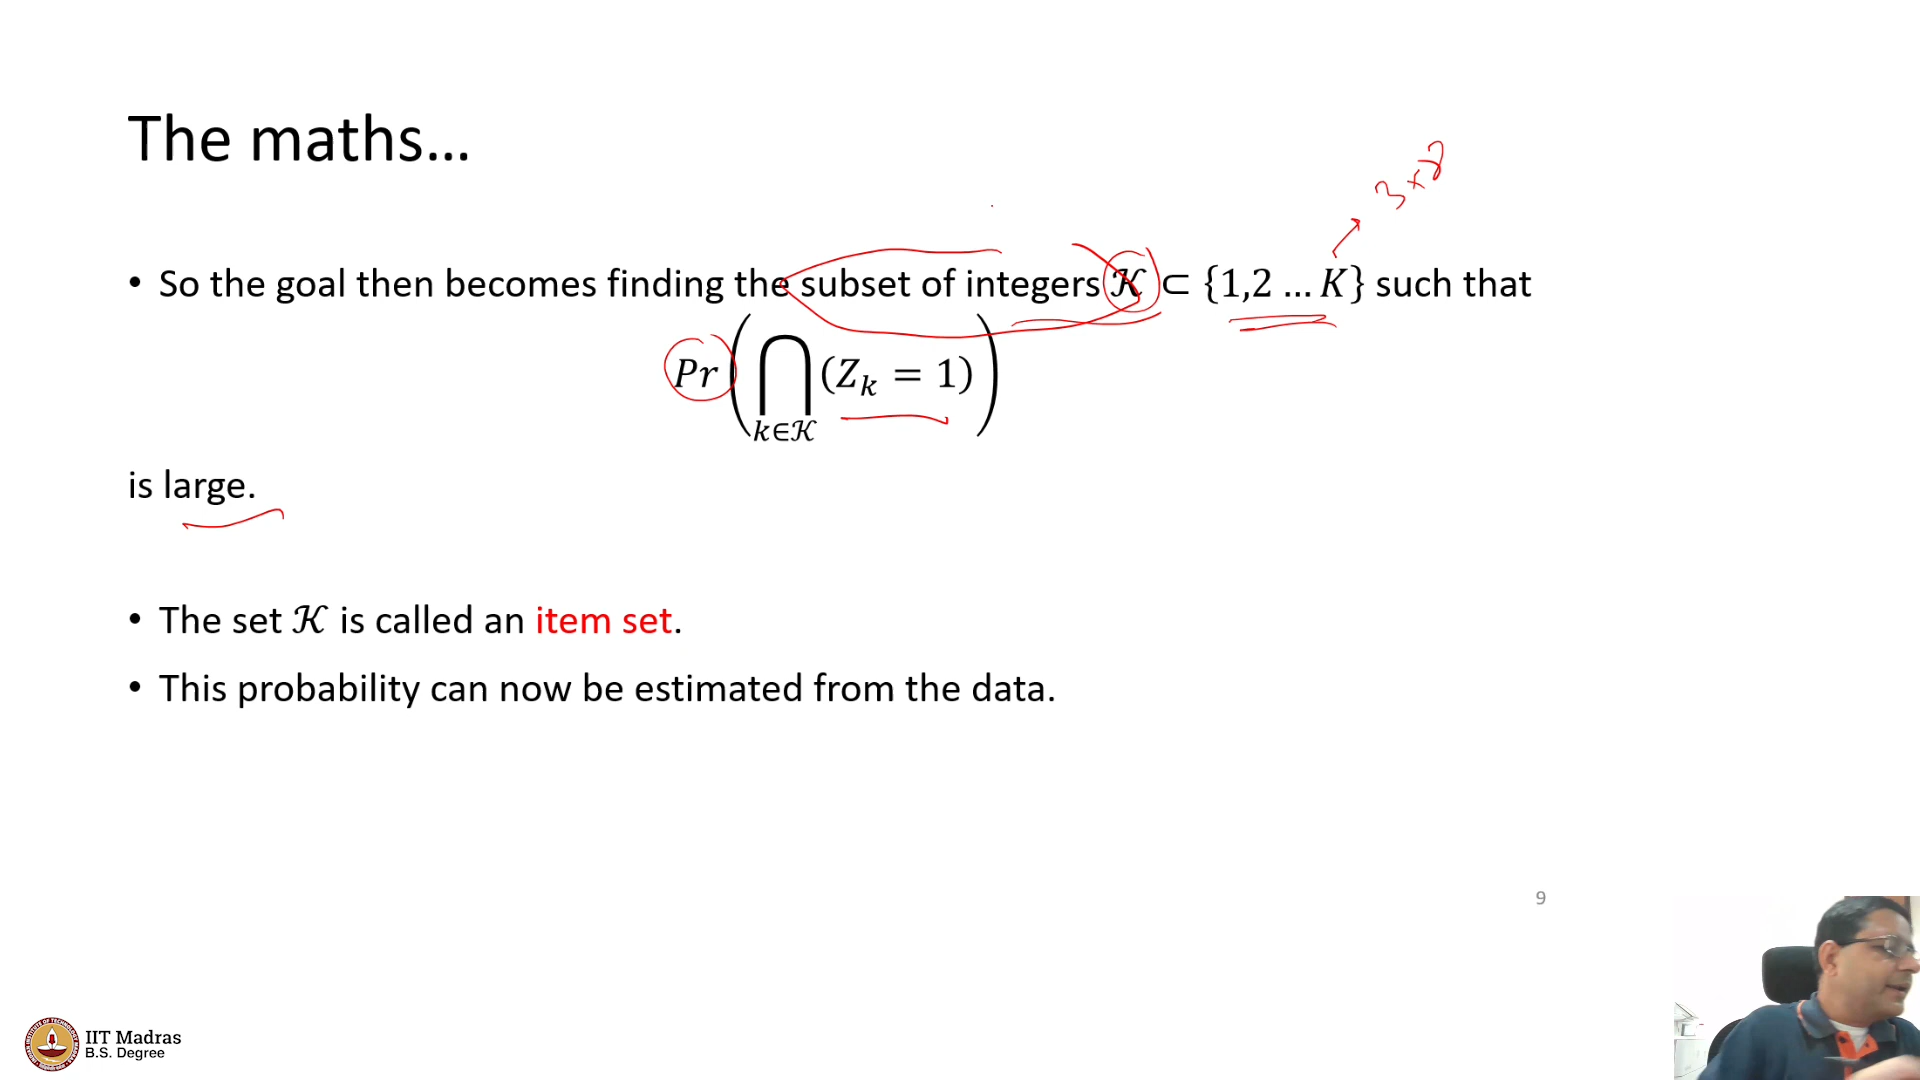 The maths...
3 × 2
• So the goal then becomes finding the subset of integers 𝒦 ⊂ {1,2 ... K} such that
Pr(⋂_{k∈𝒦} (Z_k = 1))
is large.
• The set 𝒦 is called an item set.
• This probability can now be estimated from the data.
9
IIT Madras
B.S. Degree